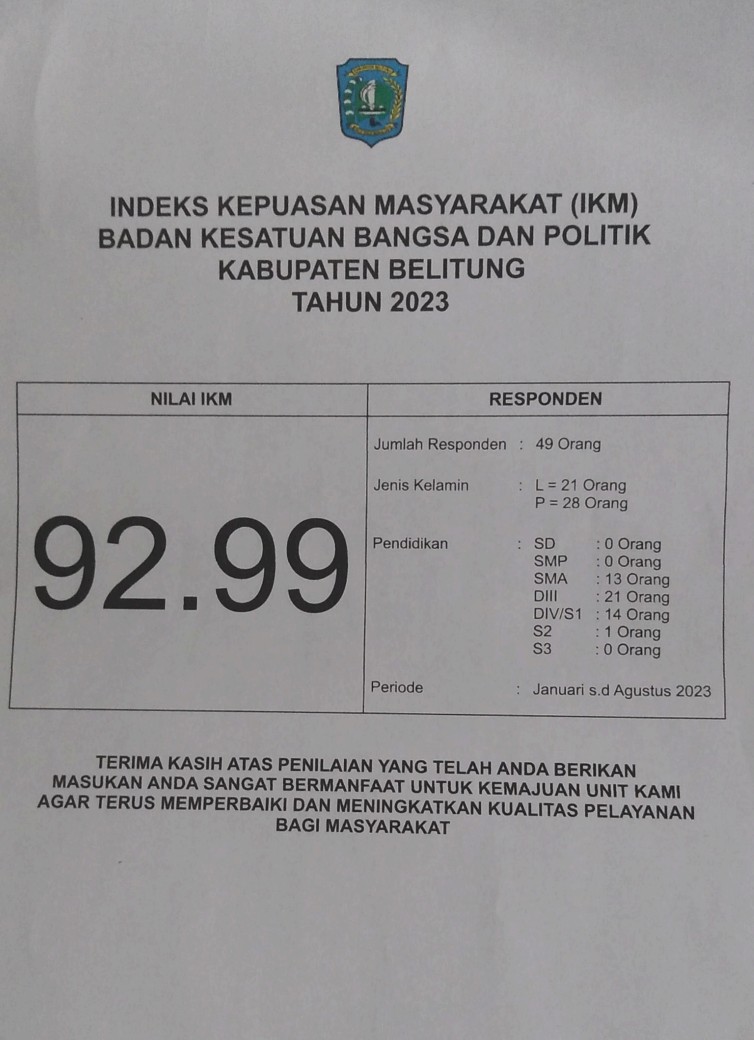 INDEKS KEPUASAN MASYARAKAT (IKM)
BADAN KESATUAN BANGSA DAN POLITIK
KABUPATEN BELITUNG
TAHUN 2023
NILAI IKM
92.99
RESPONDEN
Jumlah Responden : 49 Orang
Jenis Kelamin : L = 21 Orang
P = 28 Orang
Pendidikan : SD : 0 Orang
SMP : 0 Orang
SMA : 13 Orang
DIII : 21 Orang
DIV/S1 : 14 Orang
S2 : 1 Orang
S3 : 0 Orang
Periode : Januari s.d Agustus 2023
TERIMA KASIH ATAS PENILAIAN YANG TELAH ANDA BERIKAN
MASUKAN ANDA SANGAT BERMANFAAT UNTUK KEMAJUAN UNIT KAMI
AGAR TERUS MEMPERBAIKI DAN MENINGKATKAN KUALITAS PELAYANAN
BAGI MASYARAKAT